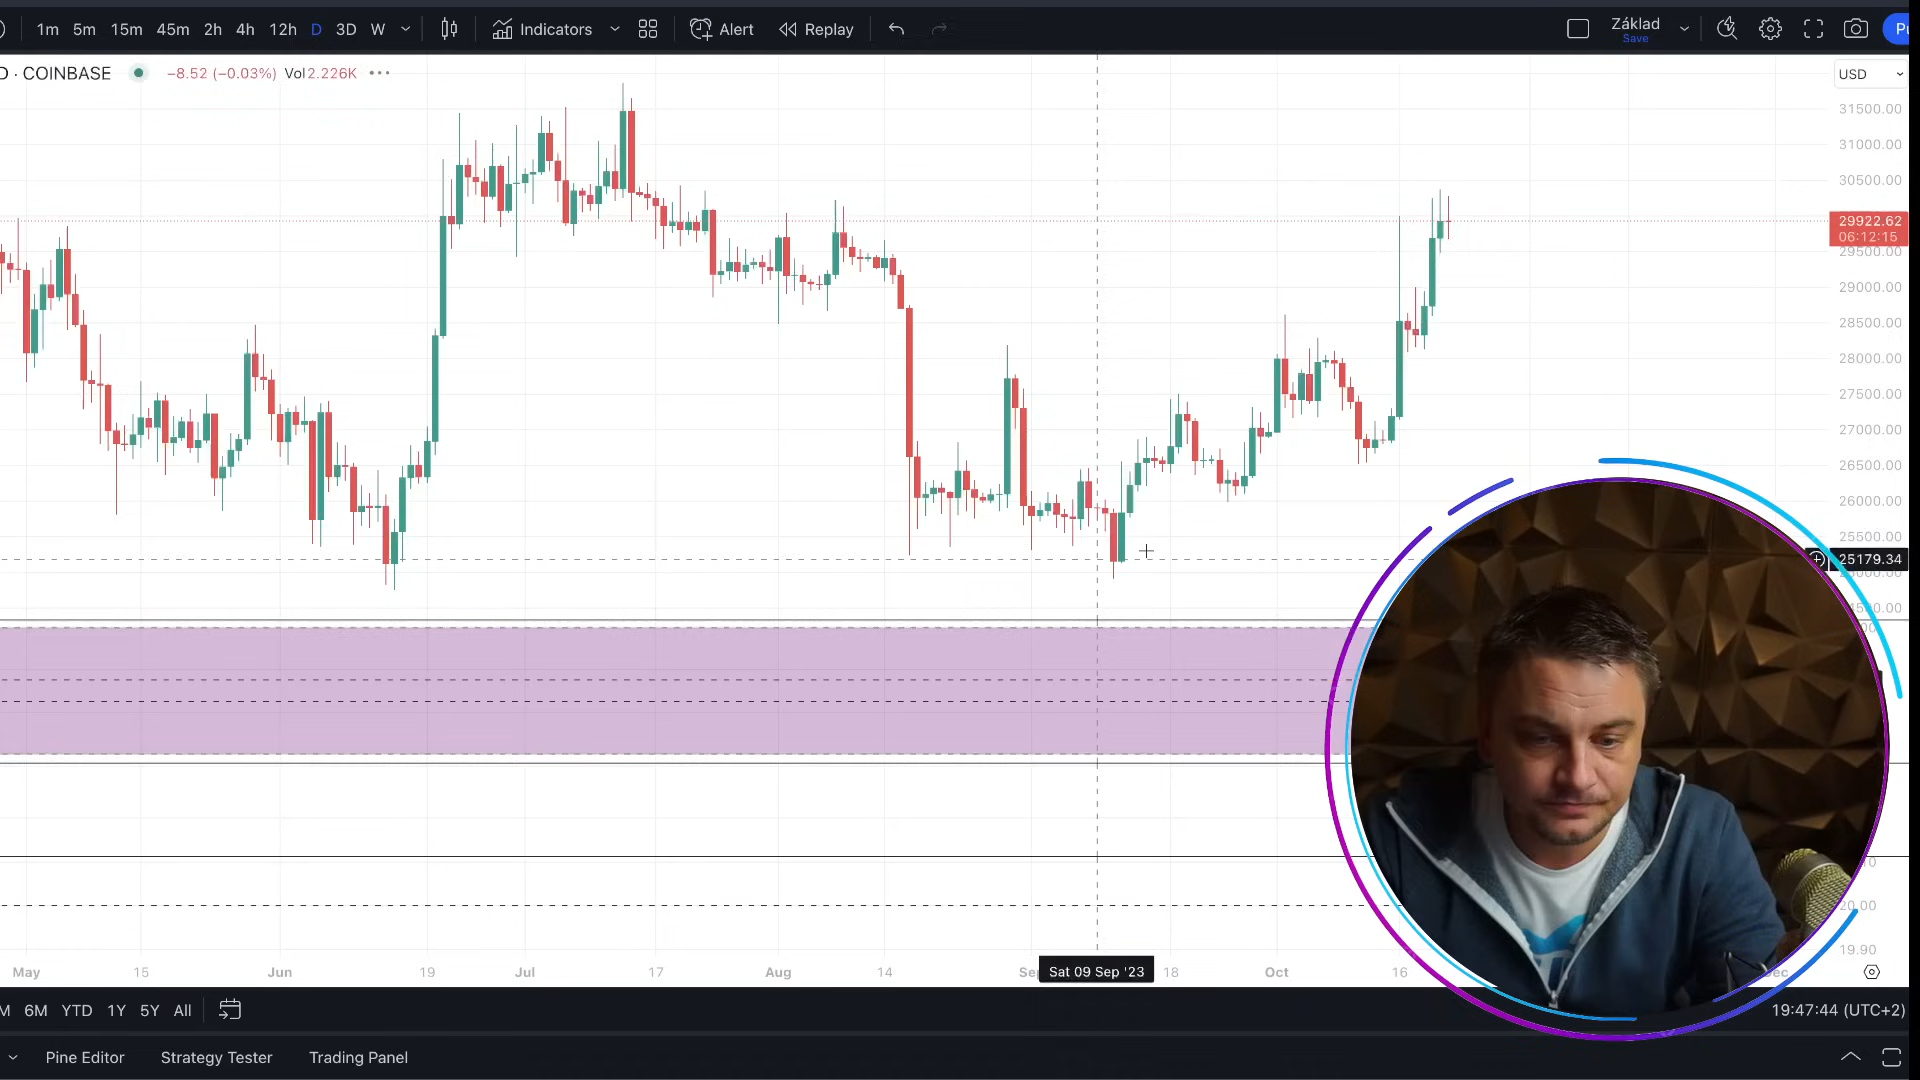 1m 5m 15m 45m 2h 4h 12h D 3D W Indicators Alert Replay Základ
Save
D · COINBASE −8.52 (−0.03%) Vol 2.226K
USD
31500.00
31000.00
30500.00
29922.62
06:12:15
29500.00
29000.00
28500.00
28000.00
27500.00
27000.00
26500.00
26000.00
25500.00
25179.34
20.00
19.90
May 15 Jun 19 Jul 17 Aug 14 Sep Sat 09 Sep '23 18 Oct 16 Dec
M 6M YTD 1Y 5Y All 19:47:44 (UTC+2)
Pine Editor Strategy Tester Trading Panel